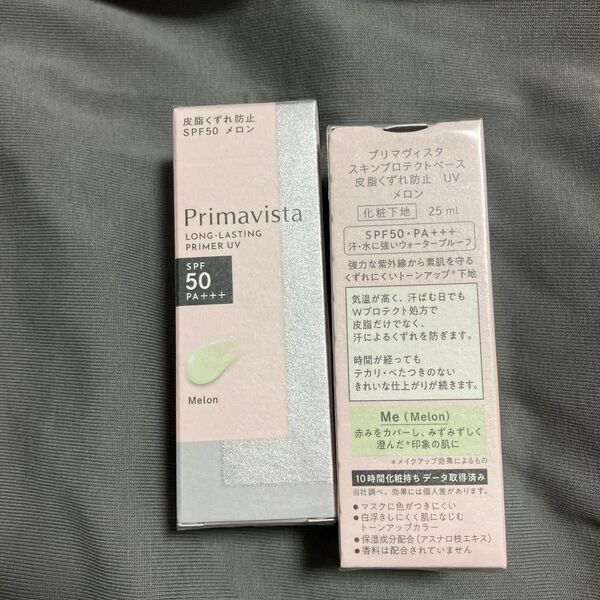 皮脂くずれ防止
SPF50 メロン
Primavista
LONG-LASTING
PRIMER UV
SPF
50
PA+++
Melon
プリマヴィスタ
スキンプロテクトベース
皮脂くずれ防止 UV
メロン
化粧下地 25ml
SPF50・PA+++
汗・水に強いウォータープルーフ
強力な紫外線から素肌を守る
くずれにくいトーンアップ*下地
気温が高く、汗ばむ日でも
Wプロテクト処方で
皮脂だけでなく、
汗によるくずれを防ぎます。
時間が経っても
テカリ・べたつきのない
きれいな仕上がりが続きます。
Me (Melon)
赤みをカバーし、みずみずしく
澄んだ*印象の肌に
*メイクアップ効果によるもの
10時間化粧持ちデータ取得済み
当社調べ。効果には個人差があります。
●マスクに色がつきにくい
●白浮きしにくく肌になじむ
トーンアップカラー
●保湿成分配合(アスナロ枝エキス)
●香料は配合されていません